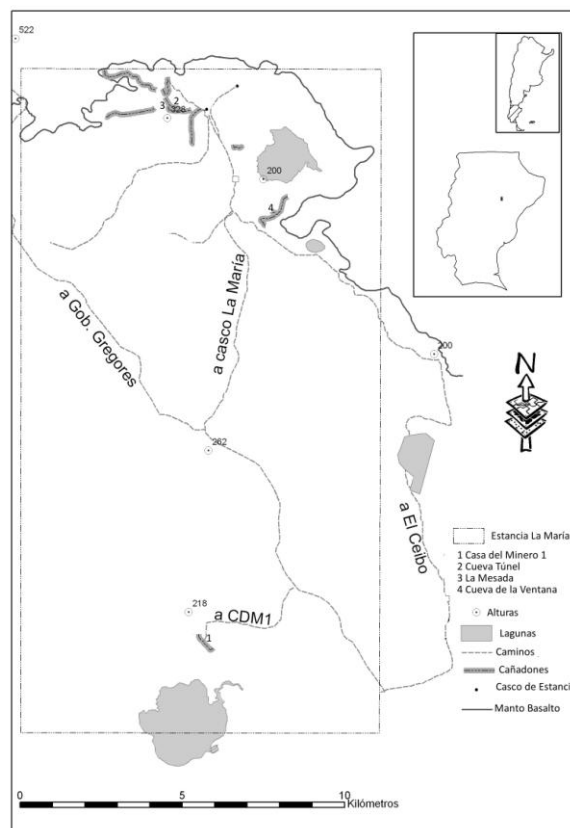 522
3
2
328
200
4
a Gob. Gregores
a casco La María
200
N
262
a El Ceibo
Estancia La María
1 Casa del Minero 1
2 Cueva Túnel
3 La Mesada
4 Cueva de la Ventana
218
a CDM1
1
Alturas
Lagunas
Caminos
Cañadones
Casco de Estanci
Manto Basalto
0 5 10
Kilómetros